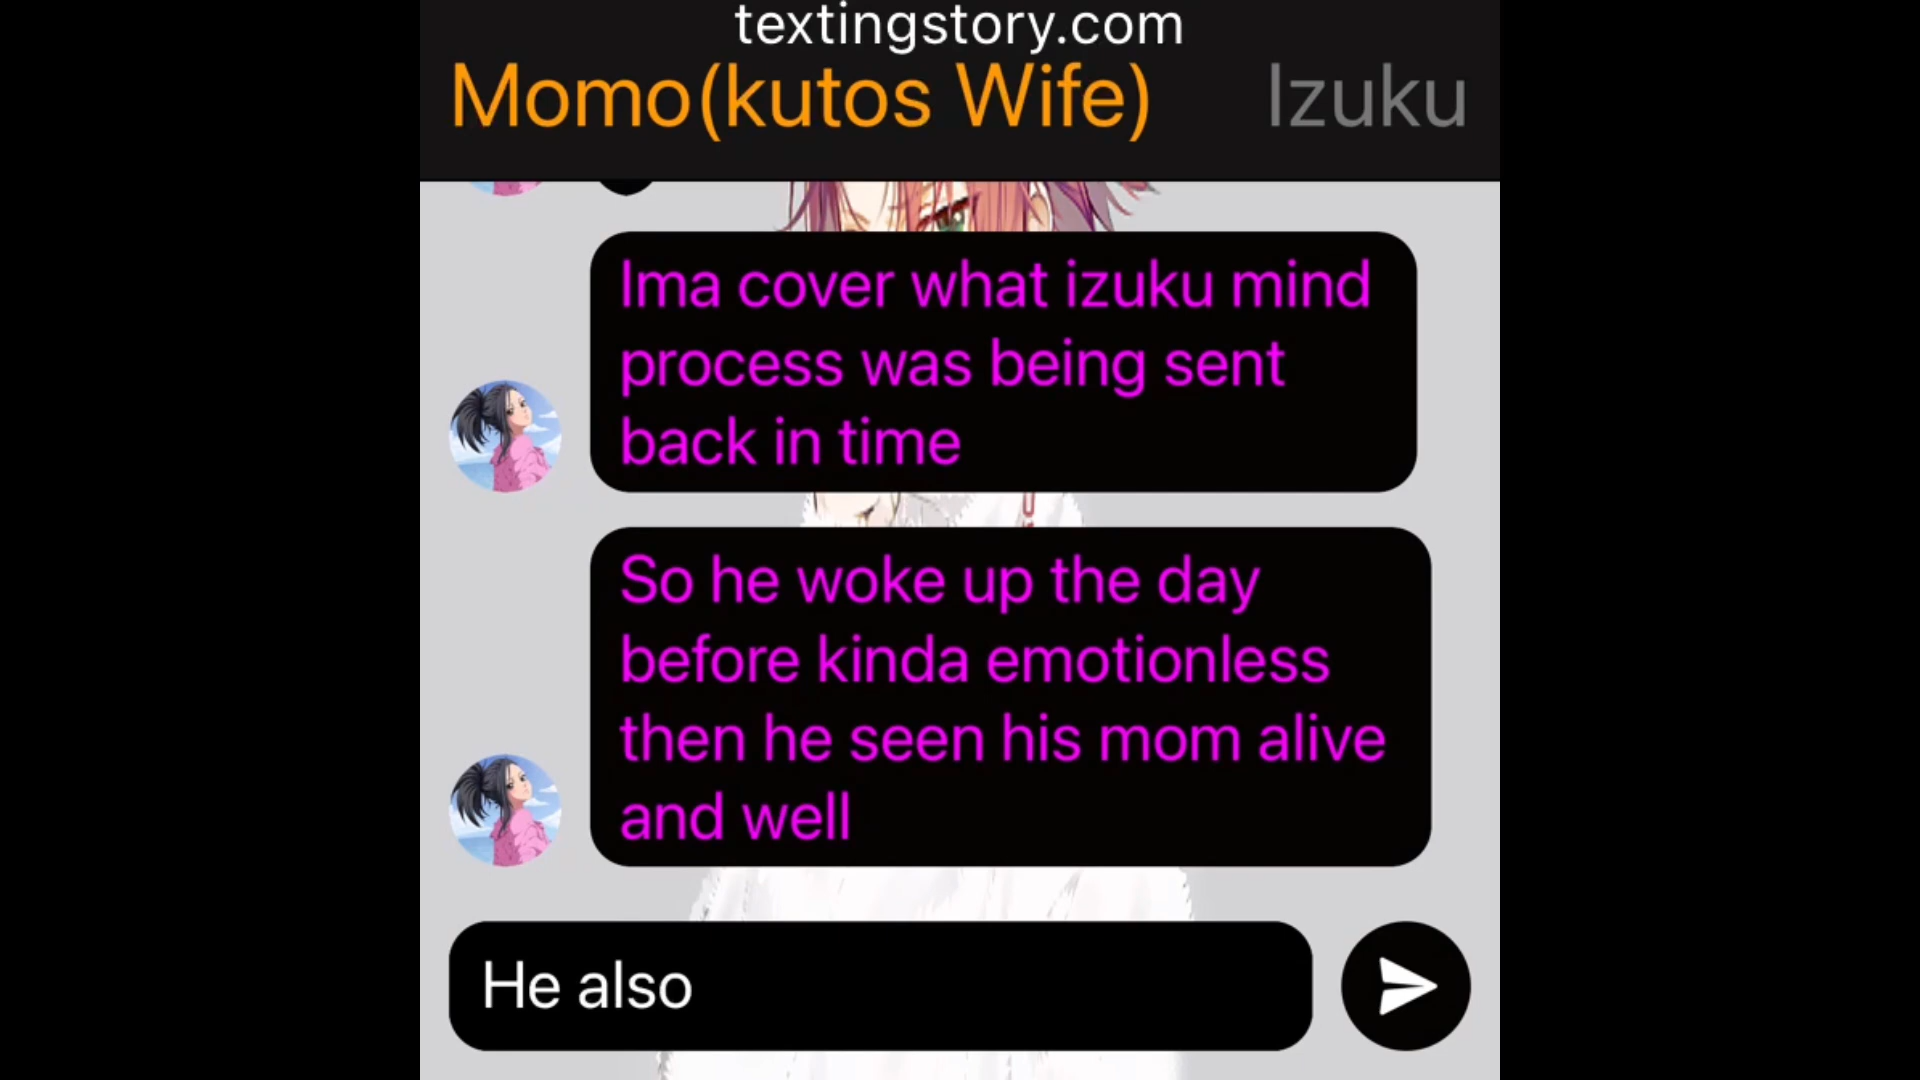 textingstory.com
Momo(kutos Wife) Izuku
Ima cover what izuku mind
process was being sent
back in time
So he woke up the day
before kinda emotionless
then he seen his mom alive
and well
He also